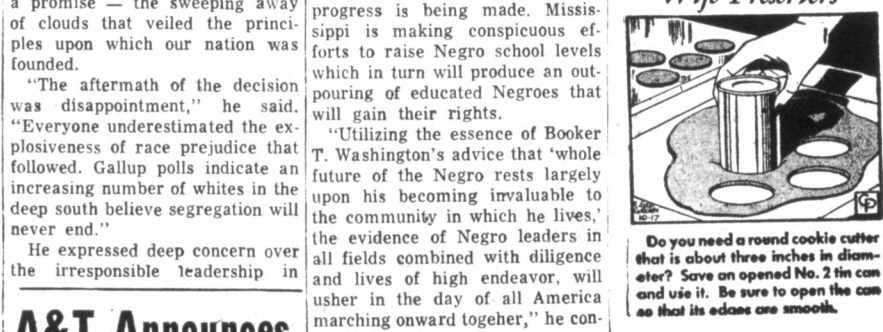 a promise — the sweeping away
of clouds that veiled the princi-
ples upon which our nation was
founded.
"The aftermath of the decision
was disappointment," he said.
"Everyone underestimated the ex-
plosiveness of race prejudice that
followed. Gallup polls indicate an
increasing number of whites in the
deep south believe segregation will
never end."
He expressed deep concern over
the irresponsible leadership in
A&T Announces
progress is being made. Missis-
sippi is making conspicuous ef-
forts to raise Negro school levels
which in turn will produce an out-
pouring of educated Negroes that
will gain their rights.
"Utilizing the essence of Booker
T. Washington's advice that 'whole
future of the Negro rests largely
upon his becoming invaluable to
the community in which he lives,'
the evidence of Negro leaders in
all fields combined with diligence
and lives of high endeavor, will
usher in the day of all America
marching onward togeher," he con-
Wife Preservers
10-17
CP
Do you need a round cookie cutter
that is about three inches in diam-
eter? Save an opened No. 2 tin can
and use it. Be sure to open the can
so that its edges are smooth.